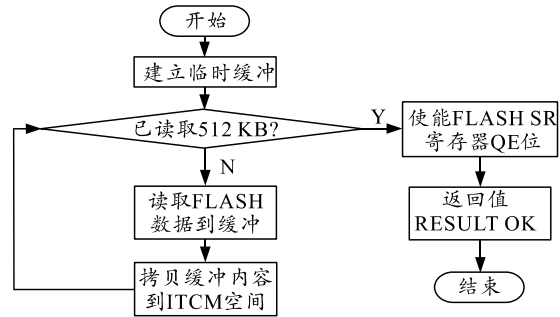 开始
建立临时缓冲
已读取512 KB?
Y
N
读取FLASH
数据到缓冲
拷贝缓冲内容
到ITCM空间
使能FLASH SR
寄存器QE位
返回值
RESULT OK
结束